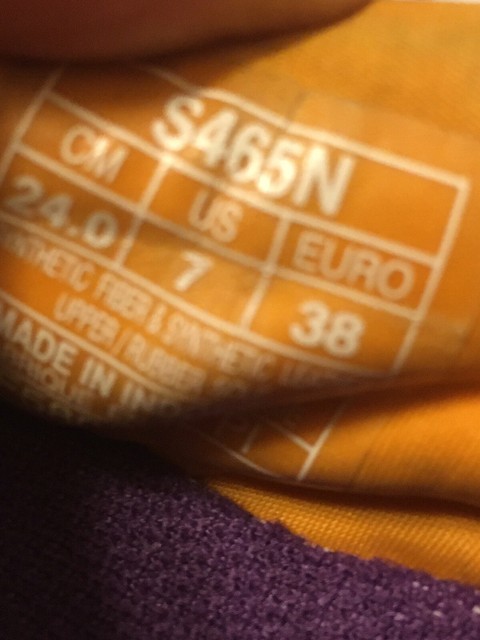 S465N
CM US EURO
24.0 7 38
SYNTHETIC FIBER & SYNTHETIC
UPPER / RUBBER
MADE IN